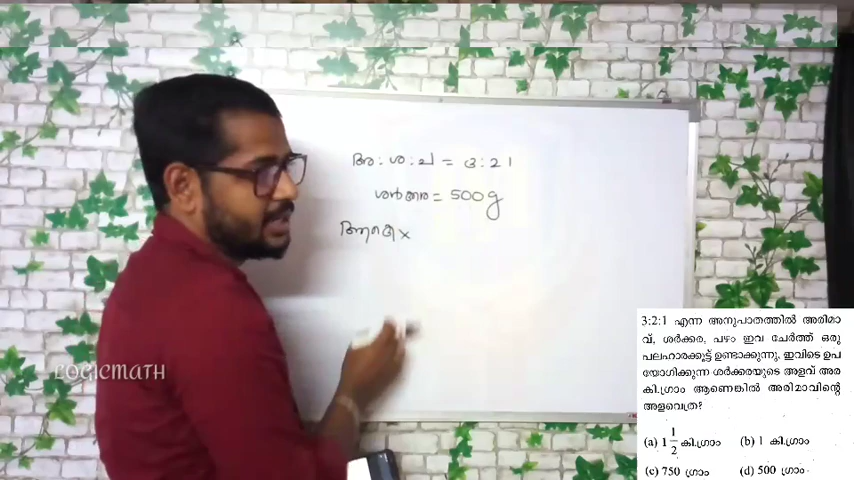 അ : ശ : പ = 3 : 2 1
ശർക്കര = 500g
LOGICMATH
3:2:1 എന്ന അനുപാതത്തിൽ അരിമാ
വ്, ശർക്കര, പഴം ഇവ ചേർത്ത് ഒരു
പലഹാരക്കൂട്ട് ഉണ്ടാക്കുന്നു. ഇവിടെ ഉപ
യോഗിക്കുന്ന ശർക്കരയുടെ അളവ് അര
കി.ഗ്രാം ആണെങ്കിൽ അരിമാവിന്റെ
അളവെത്ര?
(a) 1 1/2 കി.ഗ്രാം (b) 1 കി.ഗ്രാം
(c) 750 ഗ്രാം (d) 500 ഗ്രാം